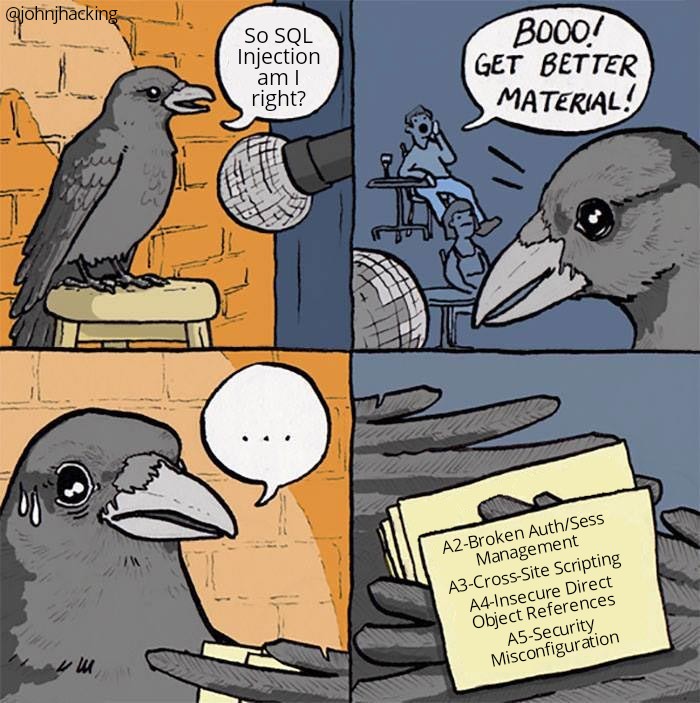 @johnjhacking
So SQL
Injection
am I
right?
BOOO!
GET BETTER
MATERIAL!
...
A2-Broken Auth/Sess
Management
A3-Cross-Site Scripting
A4-Insecure Direct
Object References
A5-Security
Misconfiguration